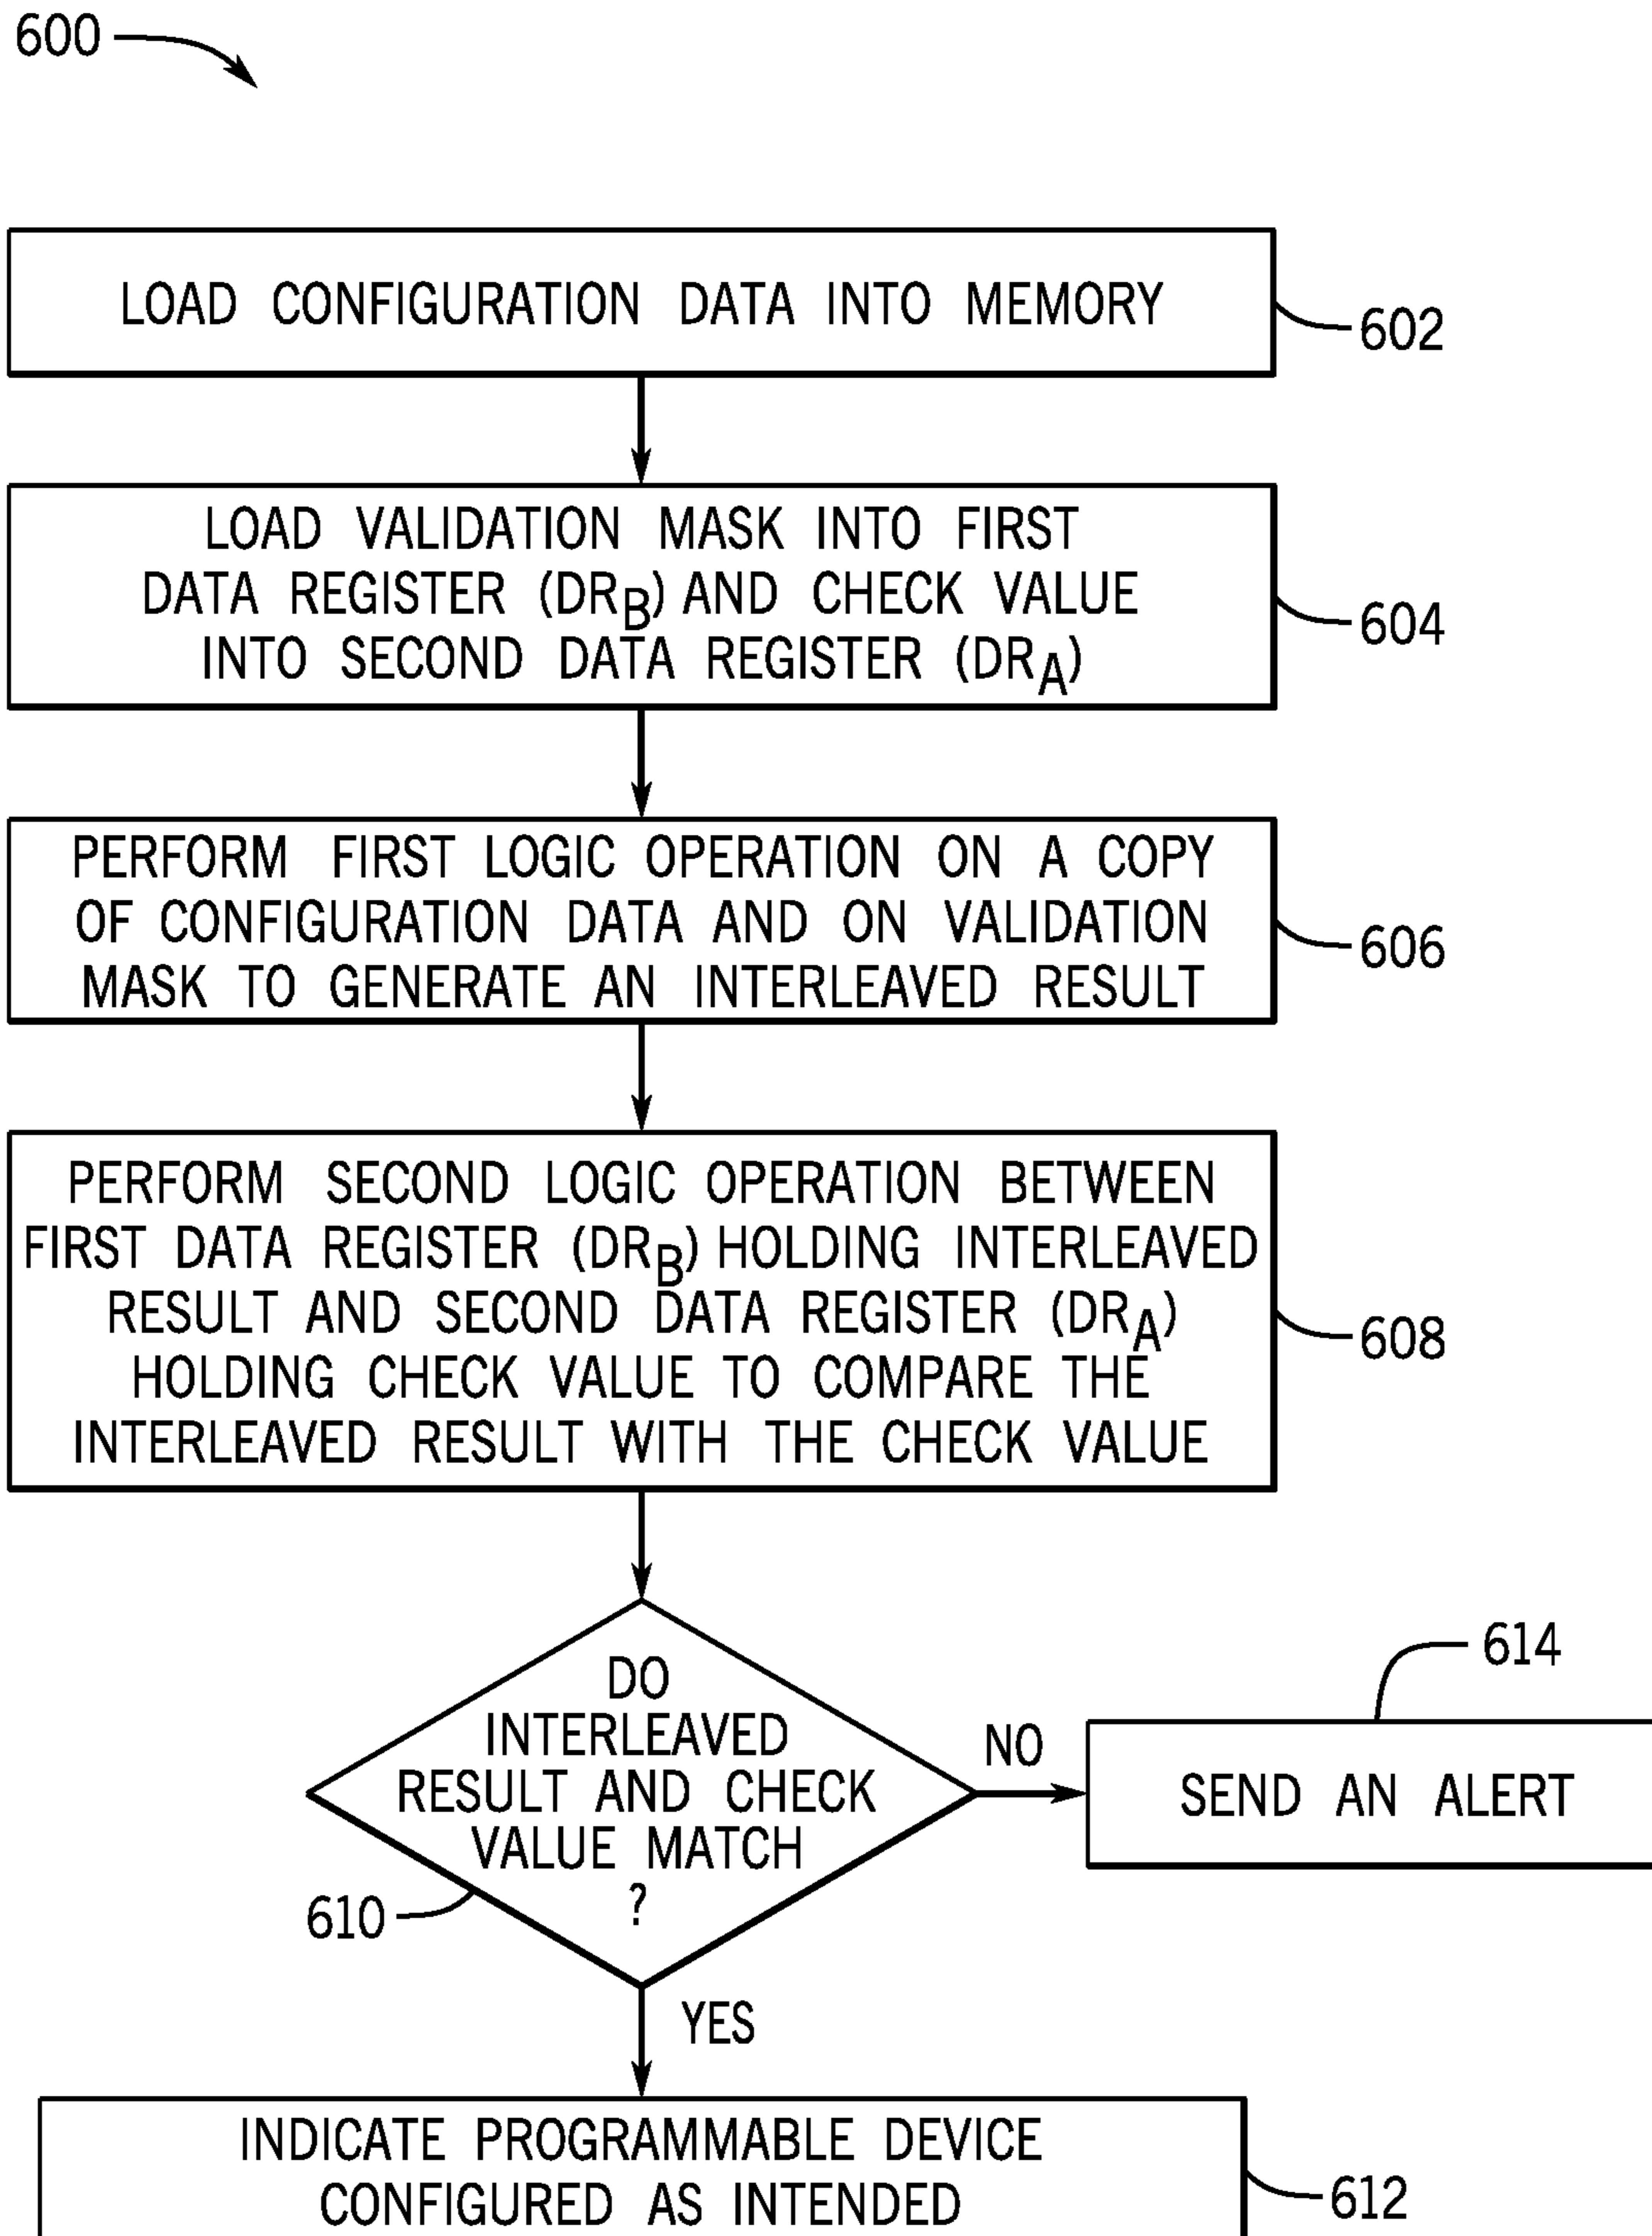 600
LOAD CONFIGURATION DATA INTO MEMORY
602
LOAD VALIDATION MASK INTO FIRST
DATA REGISTER (DRB) AND CHECK VALUE
INTO SECOND DATA REGISTER (DRA)
604
PERFORM FIRST LOGIC OPERATION ON A COPY
OF CONFIGURATION DATA AND ON VALIDATION
MASK TO GENERATE AN INTERLEAVED RESULT
606
PERFORM SECOND LOGIC OPERATION BETWEEN
FIRST DATA REGISTER (DRB) HOLDING INTERLEAVED
RESULT AND SECOND DATA REGISTER (DRA)
HOLDING CHECK VALUE TO COMPARE THE
INTERLEAVED RESULT WITH THE CHECK VALUE
608
DO
INTERLEAVED
RESULT AND CHECK
VALUE MATCH
?
610
NO
614
SEND AN ALERT
YES
INDICATE PROGRAMMABLE DEVICE
CONFIGURED AS INTENDED
612